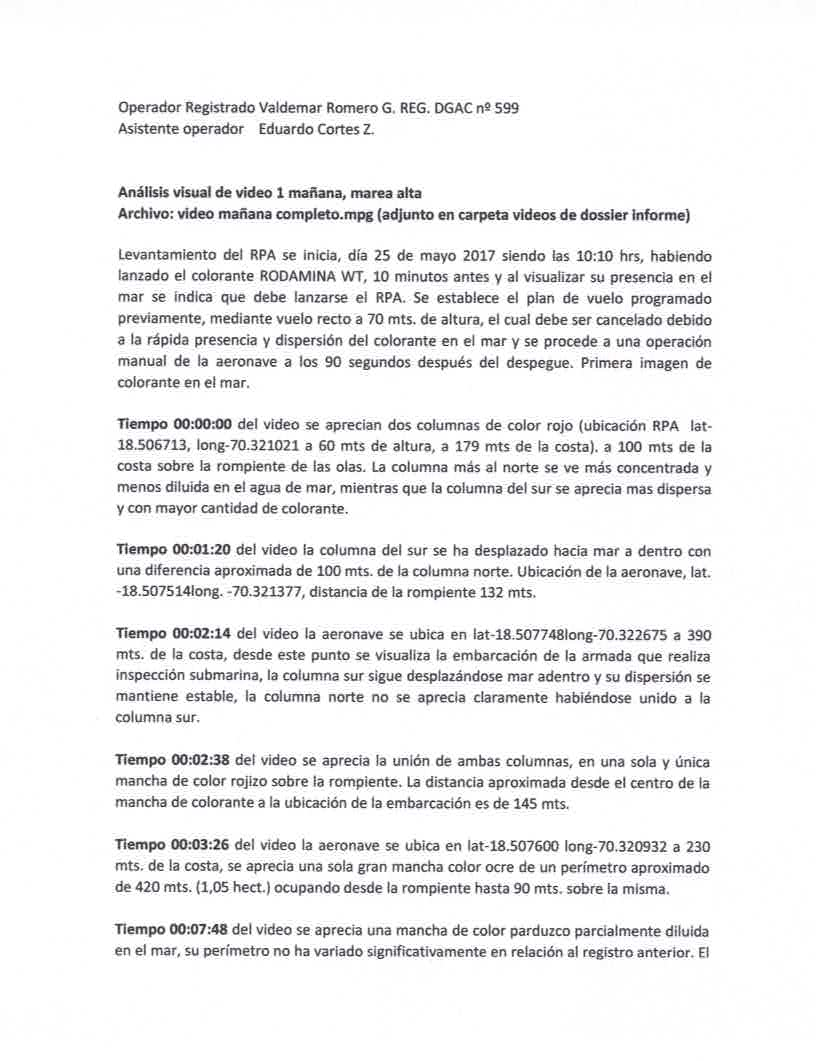 Operador Registrado Valdemar Romero G. REG. DGAC nº 599
Asistente operador Eduardo Cortes Z.
Análisis visual de video 1 mañana, marea alta
Archivo: video mañana completo.mpg (adjunto en carpeta videos de dossier informe)
Levantamiento del RPA se inicia, día 25 de mayo 2017 siendo las 10:10 hrs, habiendo
lanzado el colorante RODAMINA WT, 10 minutos antes y al visualizar su presencia en el
mar se indica que debe lanzarse el RPA. Se establece el plan de vuelo programado
previamente, mediante vuelo recto a 70 mts. de altura, el cual debe ser cancelado debido
a la rápida presencia y dispersión del colorante en el mar y se procede a una operación
manual de la aeronave a los 90 segundos después del despegue. Primera imagen de
colorante en el mar.
Tiempo 00:00:00 del video se aprecian dos columnas de color rojo (ubicación RPA lat-
18.506713, long-70.321021 a 60 mts de altura, a 179 mts de la costa). a 100 mts de la
costa sobre la rompiente de las olas. La columna más al norte se ve más concentrada y
menos diluida en el agua de mar, mientras que la columna del sur se aprecia mas dispersa
y con mayor cantidad de colorante.
Tiempo 00:01:20 del video la columna del sur se ha desplazado hacia mar a dentro con
una diferencia aproximada de 100 mts. de la columna norte. Ubicación de la aeronave, lat.
-18.507514long. -70.321377, distancia de la rompiente 132 mts.
Tiempo 00:02:14 del video la aeronave se ubica en lat-18.507748long-70.322675 a 390
mts. de la costa, desde este punto se visualiza la embarcación de la armada que realiza
inspección submarina, la columna sur sigue desplazándose mar adentro y su dispersión se
mantiene estable, la columna norte no se aprecia claramente habiéndose unido a la
columna sur.
Tiempo 00:02:38 del video se aprecia la unión de ambas columnas, en una sola y única
mancha de color rojizo sobre la rompiente. La distancia aproximada desde el centro de la
mancha de colorante a la ubicación de la embarcación es de 145 mts.
Tiempo 00:03:26 del video la aeronave se ubica en lat-18.507600 long-70.320932 a 230
mts. de la costa, se aprecia una sola gran mancha color ocre de un perímetro aproximado
de 420 mts. (1,05 hect.) ocupando desde la rompiente hasta 90 mts. sobre la misma.
Tiempo 00:07:48 del video se aprecia una mancha de color parduzco parcialmente diluida
en el mar, su perímetro no ha variado significativamente en relación al registro anterior. El